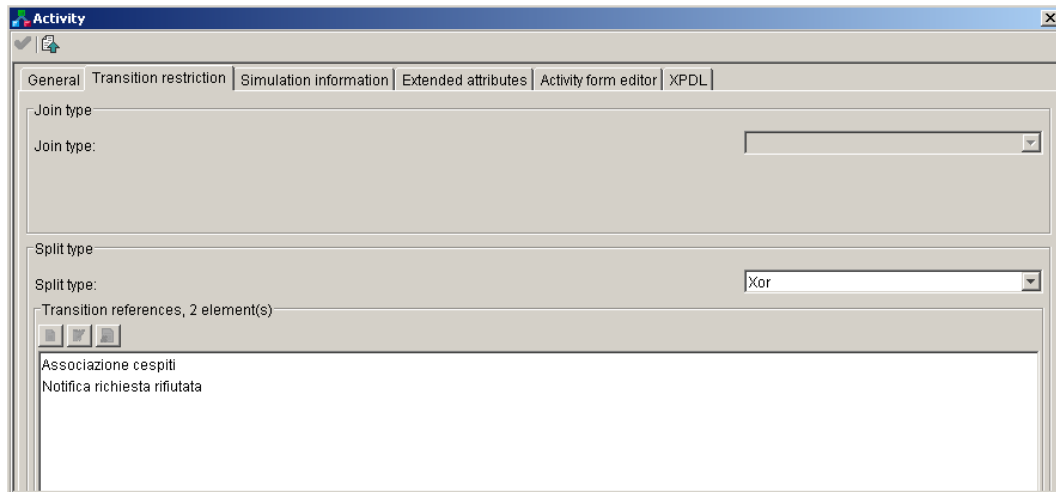 Activity
General Transition restriction Simulation information Extended attributes Activity form editor XPDL
Join type
Join type:
Split type
Split type: Xor
Transition references, 2 element(s)
Associazione cespiti
Notifica richiesta rifiutata